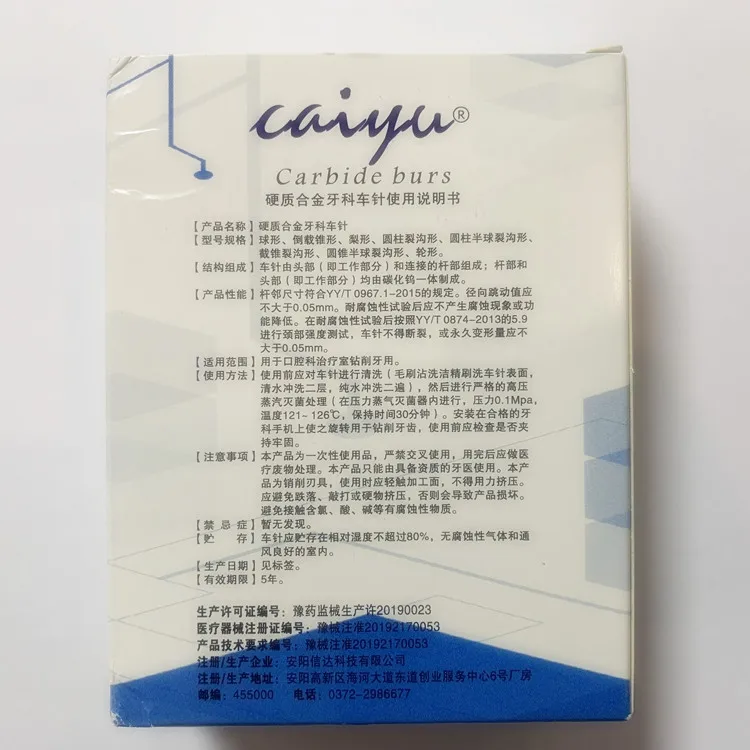 caiyu®
Carbide burs
硬质合金牙科车针使用说明书
【产品名称】硬质合金牙科车针
【型号规格】球形、倒载锥形、梨形、圆柱裂沟形、圆柱半球裂沟形、
截锥裂沟形、圆锥半球裂沟形、轮形。
【结构组成】车针由头部（即工作部分）和连接的杆部组成；杆部和
头部（即工作部分）均由碳化钨一体制成。
【产品性能】杆邻尺寸符合YY/T 0967.1-2015的规定。径向跳动值应
不大于0.05mm。耐腐蚀性试验后应不产生腐蚀现象或功
能降低。在耐腐蚀性试验后按照YY/T 0874-2013的5.9
进行颈部强度测试，车针不得断裂，或永久变形量应不
大于0.05mm。
【适用范围】用于口腔科治疗室钻削牙用。
【使用方法】使用前应对车针进行清洗（毛刷沾洗洁精刷洗车针表面，
清水冲洗二层，纯水冲洗二遍），然后进行严格的高压
蒸汽灭菌处理（在压力蒸气灭菌器内进行，压力0.1Mpa，
温度121~126℃，保持时间30分钟）。安装在合格的牙
科手机上使之旋转用于钻削牙齿，使用前应检查是否夹
持牢固。
【注意事项】本产品为一次性使用品，严禁交叉使用，用完后应做医
疗废物处理。本产品只能由具备资质的牙医使用。本产
品为销削刃具，使用时应轻触加工面，不得用力挤压。
应避免跌落、敲打或硬物挤压，否则会导致产品损坏。
避免接触含氯、酸、碱等有腐蚀性物质。
【禁忌症】暂无发现。
【贮存】车针应贮存在相对湿度不超过80%，无腐蚀性气体和通
风良好的室内。
【生产日期】见标签。
【有效期限】5年。
生产许可证编号：豫药监械生产许20190023
医疗器械注册证编号：豫械注准20192170053
产品技术要求编号：豫械注准20192170053
注册/生产企业：安阳信达科技有限公司
注册/生产地址：安阳高新区海河大道东道创业服务中心6号厂房
邮编：455000 电话：0372-2986677